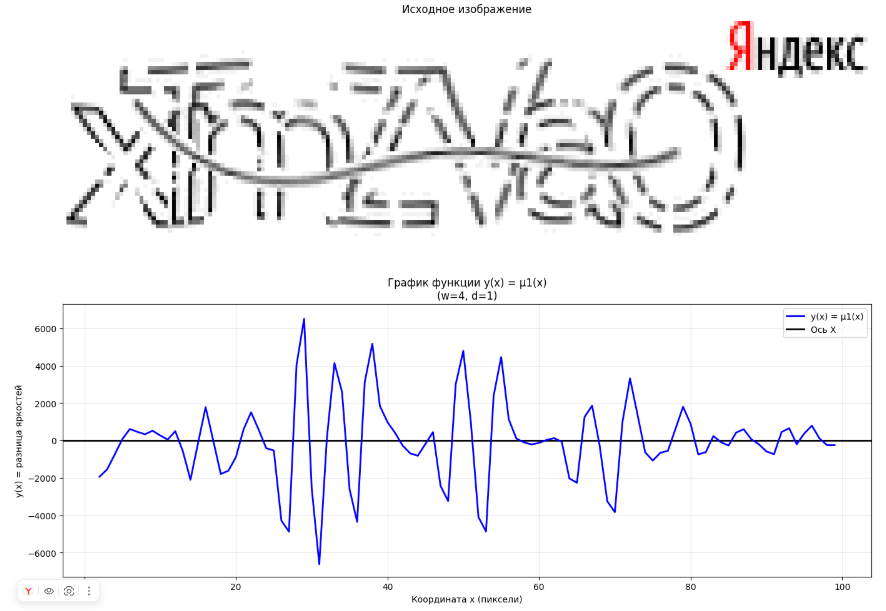 Исходное изображение
Яндекс
График функции y(x) = μ1(x)
(w=4, d=1)
y(x) = μ1(x)
Ось X
y(x) = разница яркостей
6000
4000
2000
0
−2000
−4000
−6000
20
40
60
80
100
Координата x (пиксели)